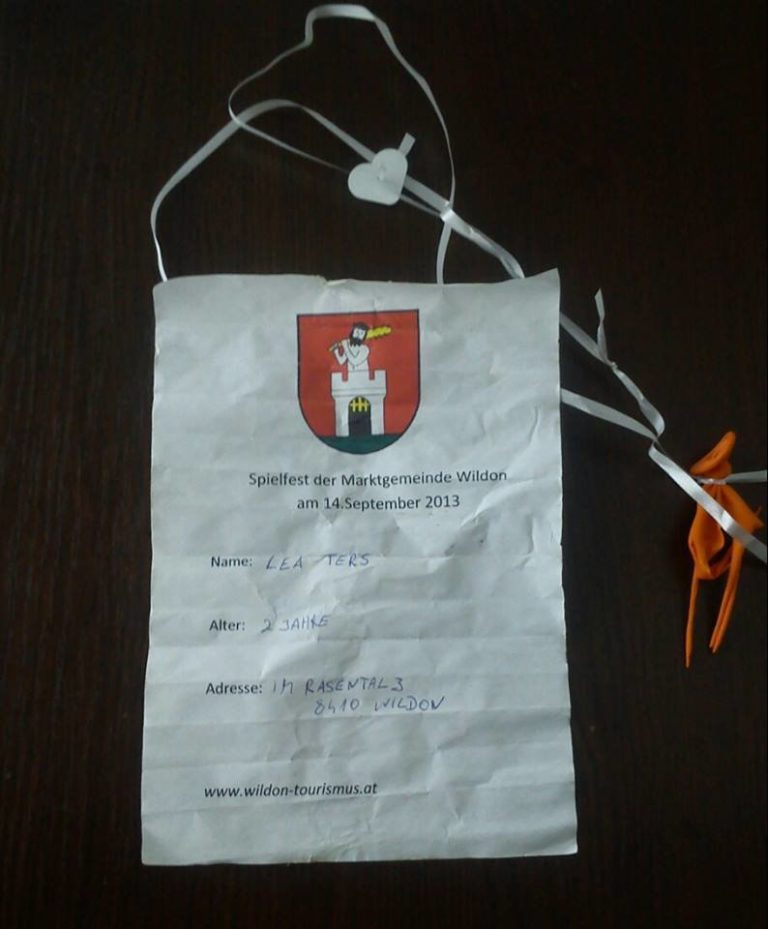 Spielfest der Marktgemeinde Wildon
am 14.September 2013
Name: LEA TERS
Alter: 2 JAHRE
Adresse: IM RASENTAL 3
8410 WILDON
www.wildon-tourismus.at